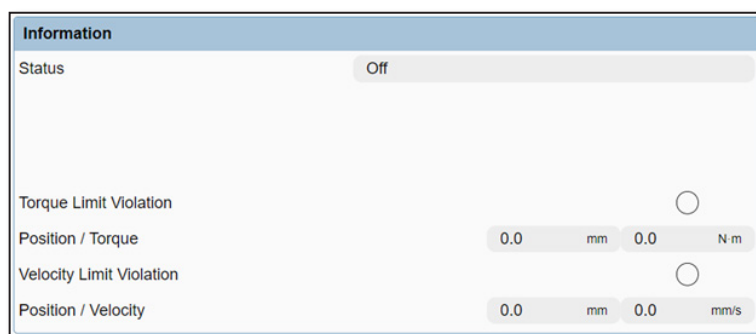 Information
Status Off
Torque Limit Violation
Position / Torque 0.0 mm 0.0 N·m
Velocity Limit Violation
Position / Velocity 0.0 mm 0.0 mm/s